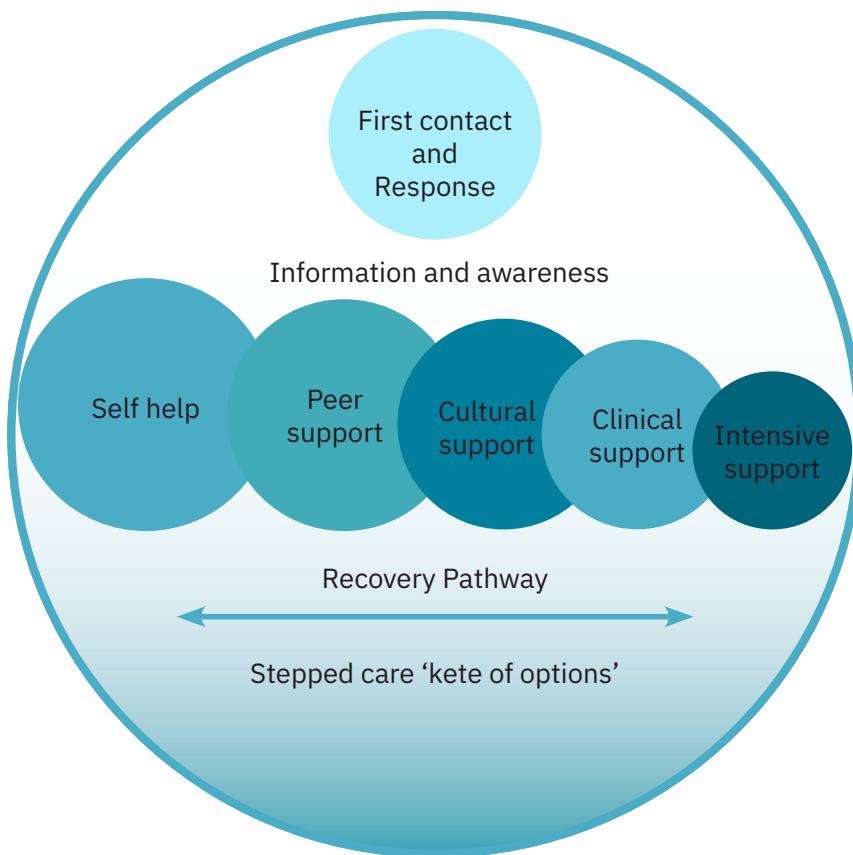 First contact
and
Response
Information and awareness
Self help
Peer
support
Cultural
support
Clinical
support
Intensive
support
Recovery Pathway
Stepped care ‘kete of options’